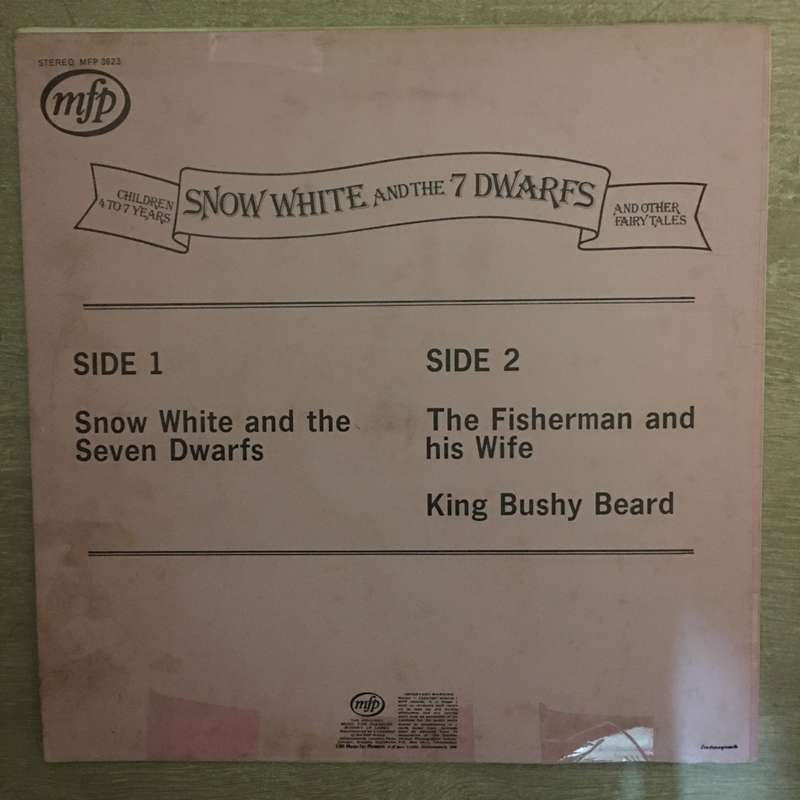 STEREO MFP 3623
mfp
CHILDREN
4 TO 7 YEARS
SNOW WHITE AND THE 7 DWARFS
AND OTHER
FAIRY TALES
SIDE 1
Snow White and the
Seven Dwarfs
SIDE 2
The Fisherman and
his Wife
King Bushy Beard
mfp
IMPORTANT WARNING